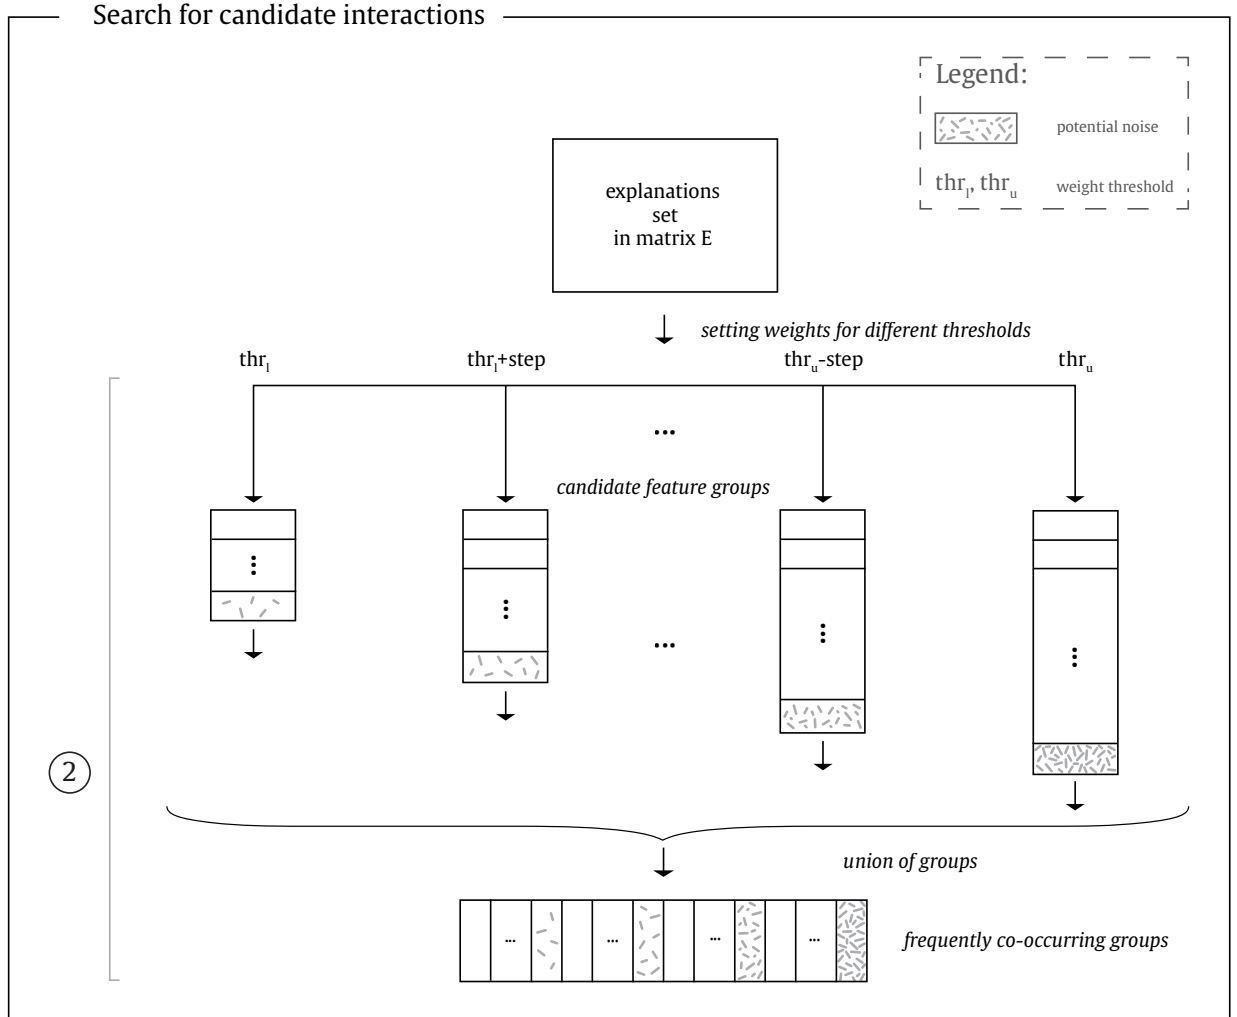 Search for candidate interactions
Legend:
potential noise
thr_l, thr_u weight threshold
explanations
set
in matrix E
setting weights for different thresholds
thr_l thr_l+step thr_u-step thr_u
...
candidate feature groups
...
...
...
...
...
2
union of groups
... ... ... ...
frequently co-occurring groups